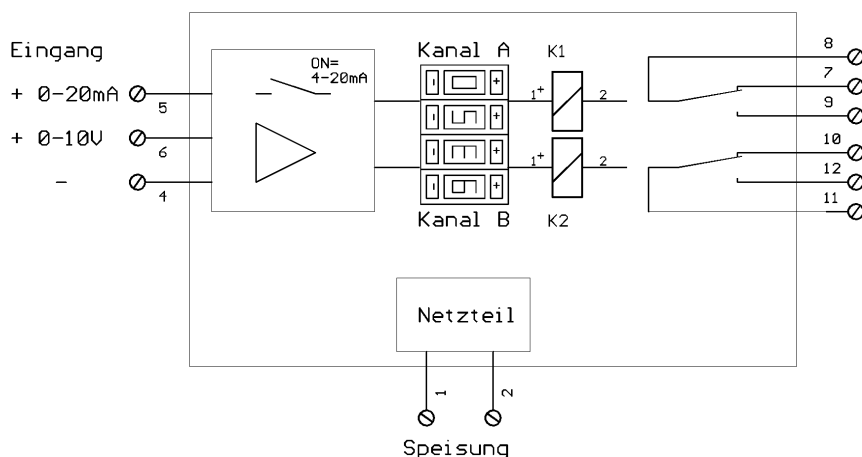 Eingang
+ 0-20mA
5
+ 0-10V
6
-
4
ON=
4-20mA
Kanal A
- +
- +
- +
- +
Kanal B
K1
1+ 2
1+ 2
K2
8
7
9
10
12
11
Netzteil
1 2
Speisung